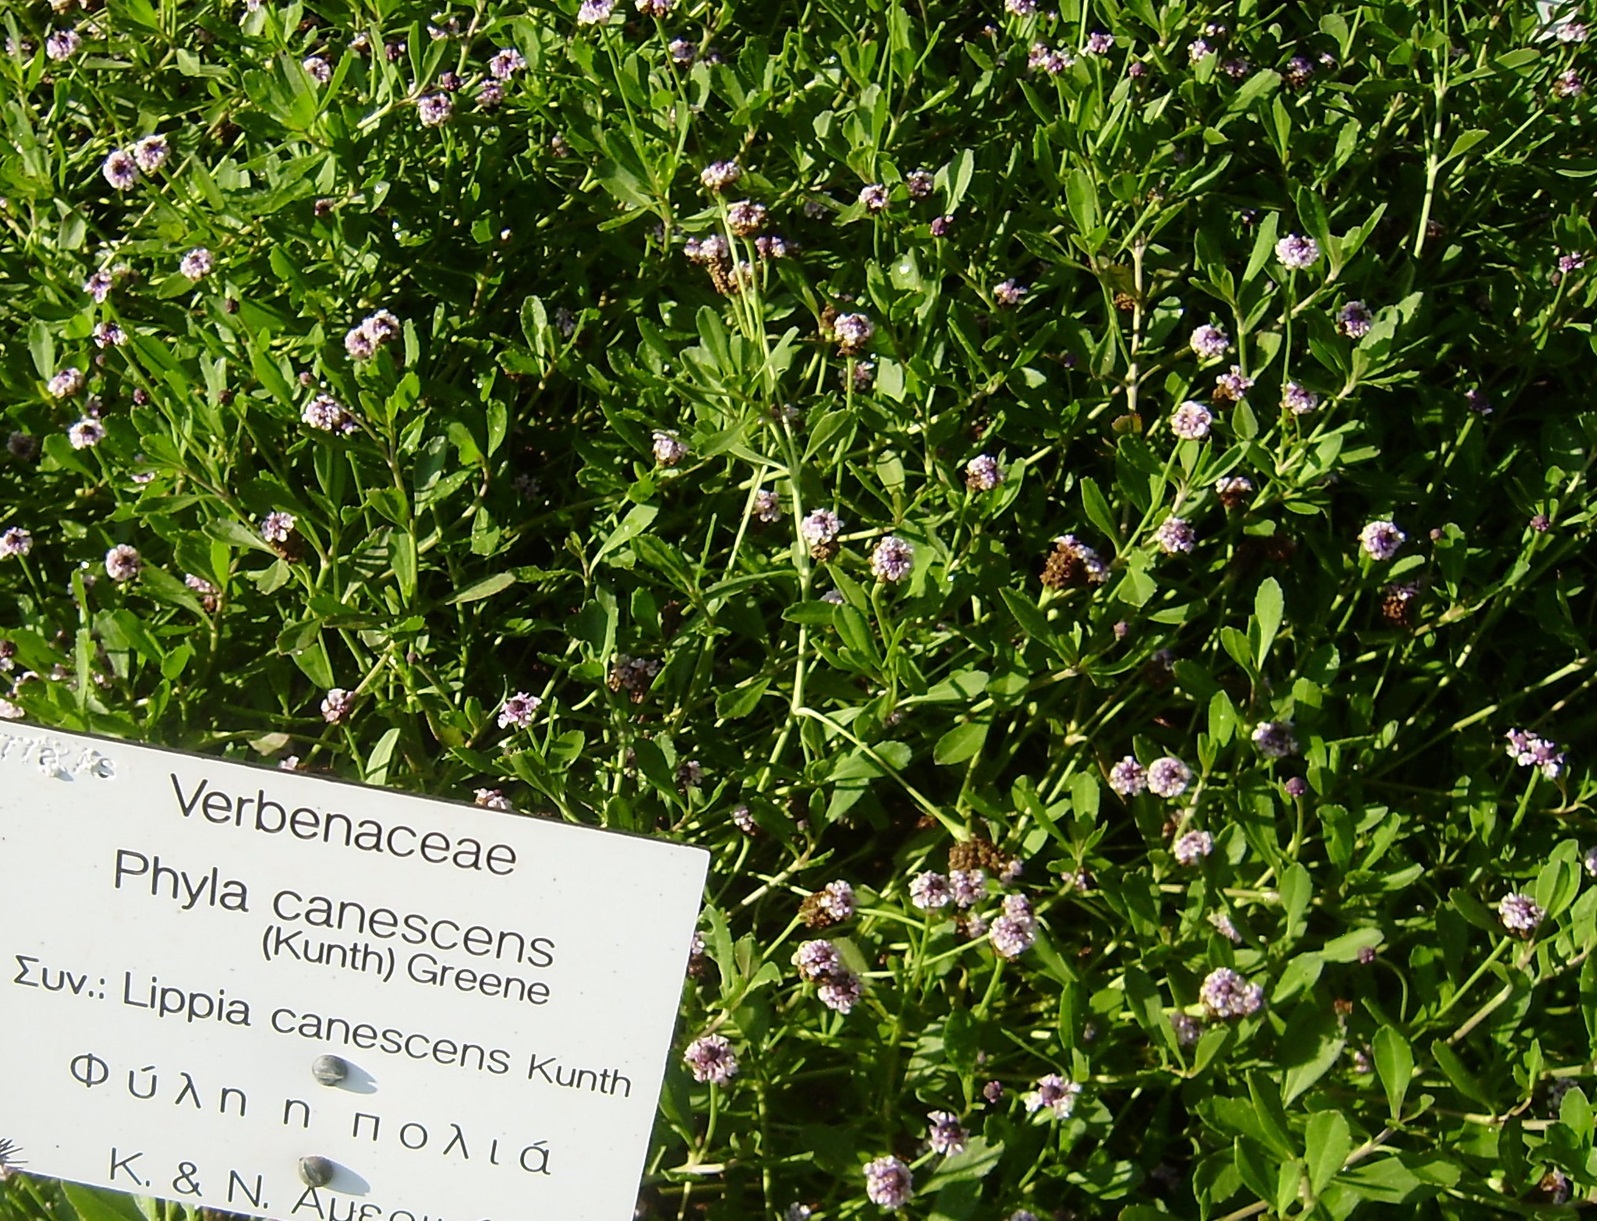 Verbenaceae
Phyla canescens
(Kunth) Greene
Συν.: Lippia canescens Kunth
Φύλη η πολιά
Κ. & Ν.